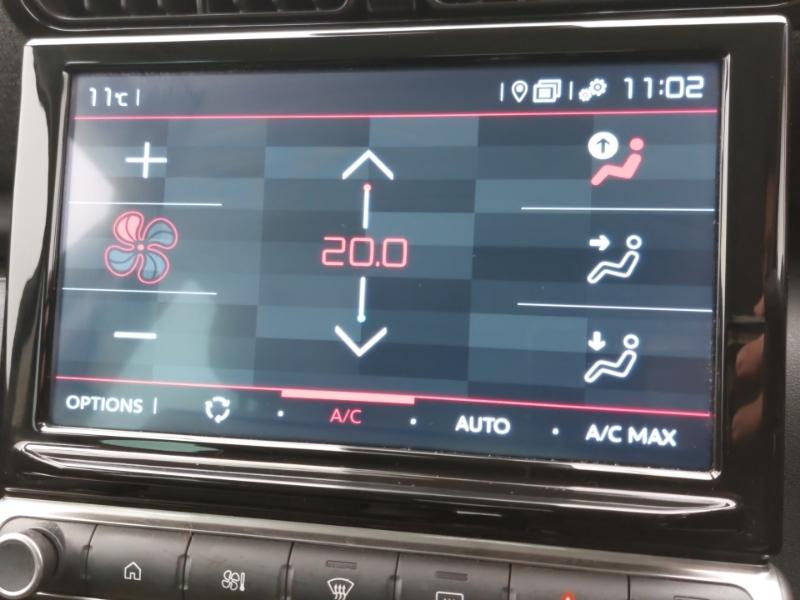 11°C
11:02
20.0
OPTIONS A/C AUTO A/C MAX